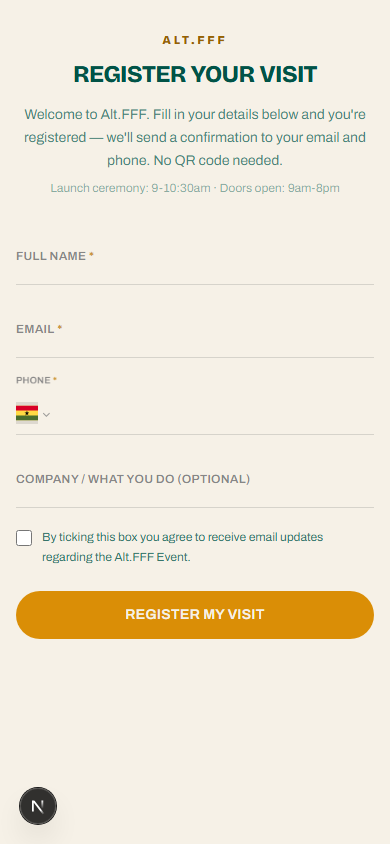 ALT.FFF
REGISTER YOUR VISIT
Welcome to Alt.FFF. Fill in your details below and you're
registered — we'll send a confirmation to your email and
phone. No QR code needed.
Launch ceremony: 9-10:30am · Doors open: 9am-8pm
FULL NAME *
EMAIL *
PHONE *
COMPANY / WHAT YOU DO (OPTIONAL)
By ticking this box you agree to receive email updates
regarding the Alt.FFF Event.
REGISTER MY VISIT
N